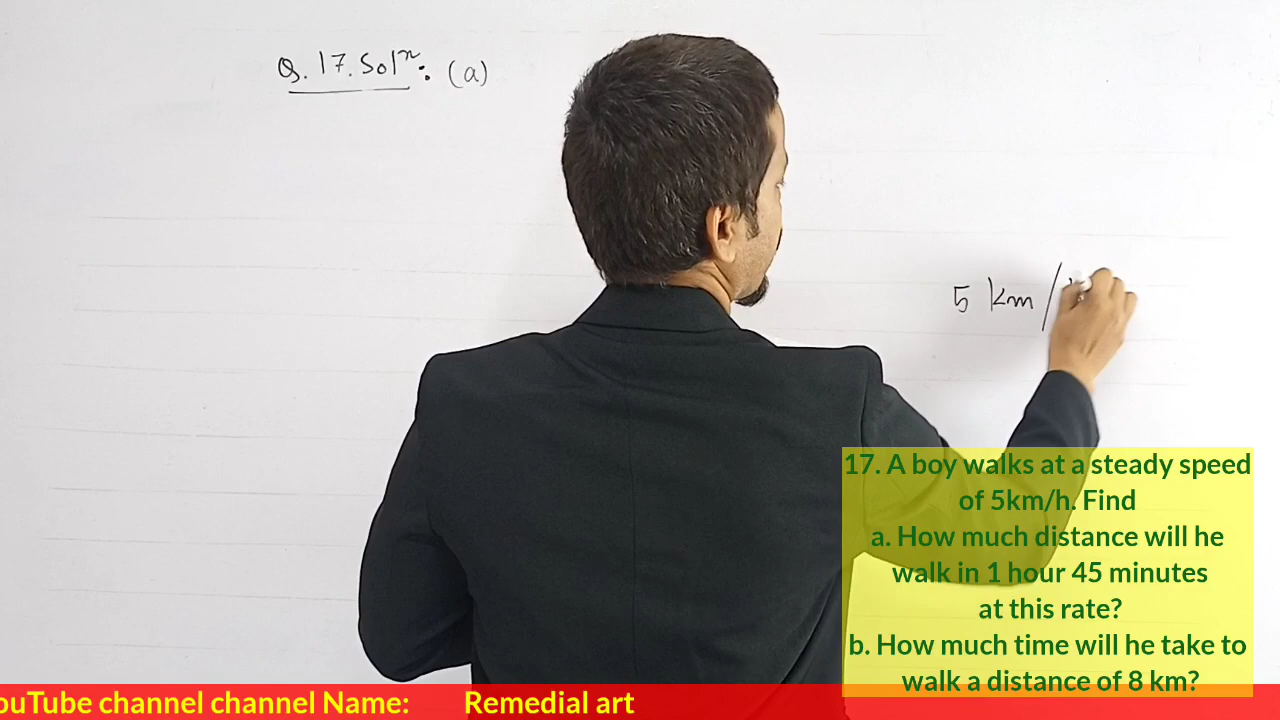 Q. 17. Solⁿ: (a)
5 km/
17. A boy walks at a steady speed
of 5km/h. Find
a. How much distance will he
walk in 1 hour 45 minutes
at this rate?
b. How much time will he take to
walk a distance of 8 km?
ouTube channel channel Name: Remedial art